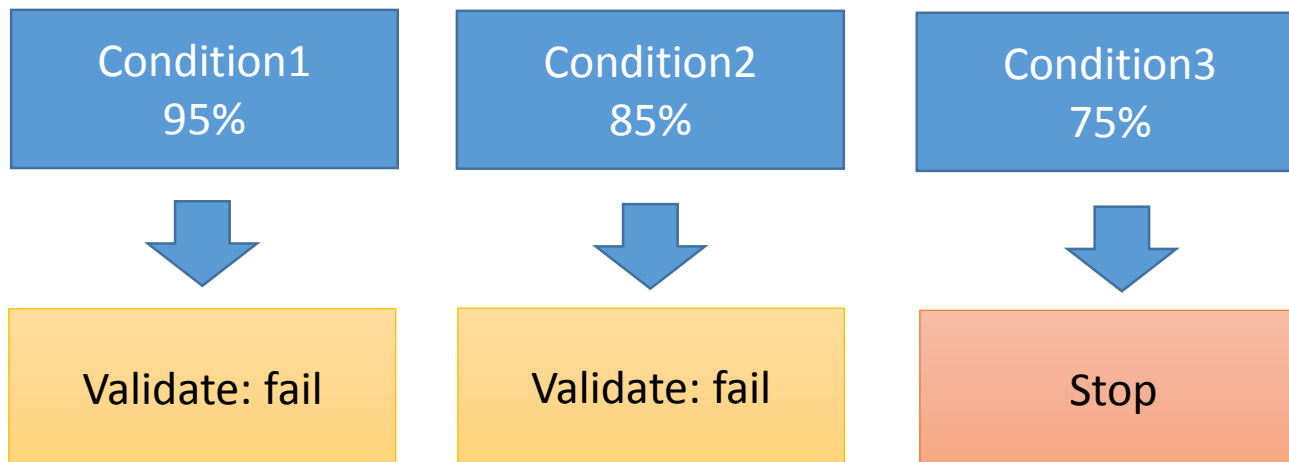 Condition1
95%
Condition2
85%
Condition3
75%
Validate: fail
Validate: fail
Stop